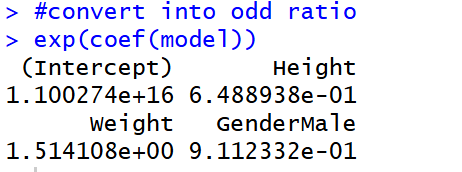 > #convert into odd ratio
> exp(coef(model))
(Intercept) Height
1.100274e+16 6.488938e-01
Weight GenderMale
1.514108e+00 9.112332e-01